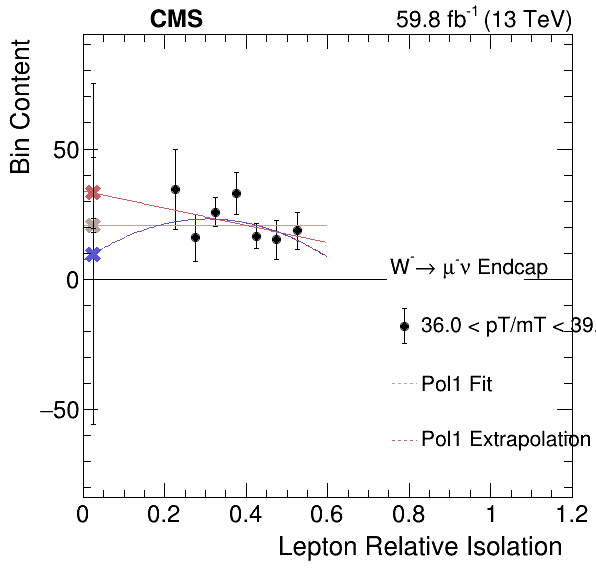 CMS 59.8 fb⁻¹ (13 TeV)
Bin Content
50
0
−50
W⁻→ μ⁻ν Endcap
36.0 < pT/mT < 39.
Pol1 Fit
Pol1 Extrapolation
0 0.2 0.4 0.6 0.8 1 1.2
Lepton Relative Isolation